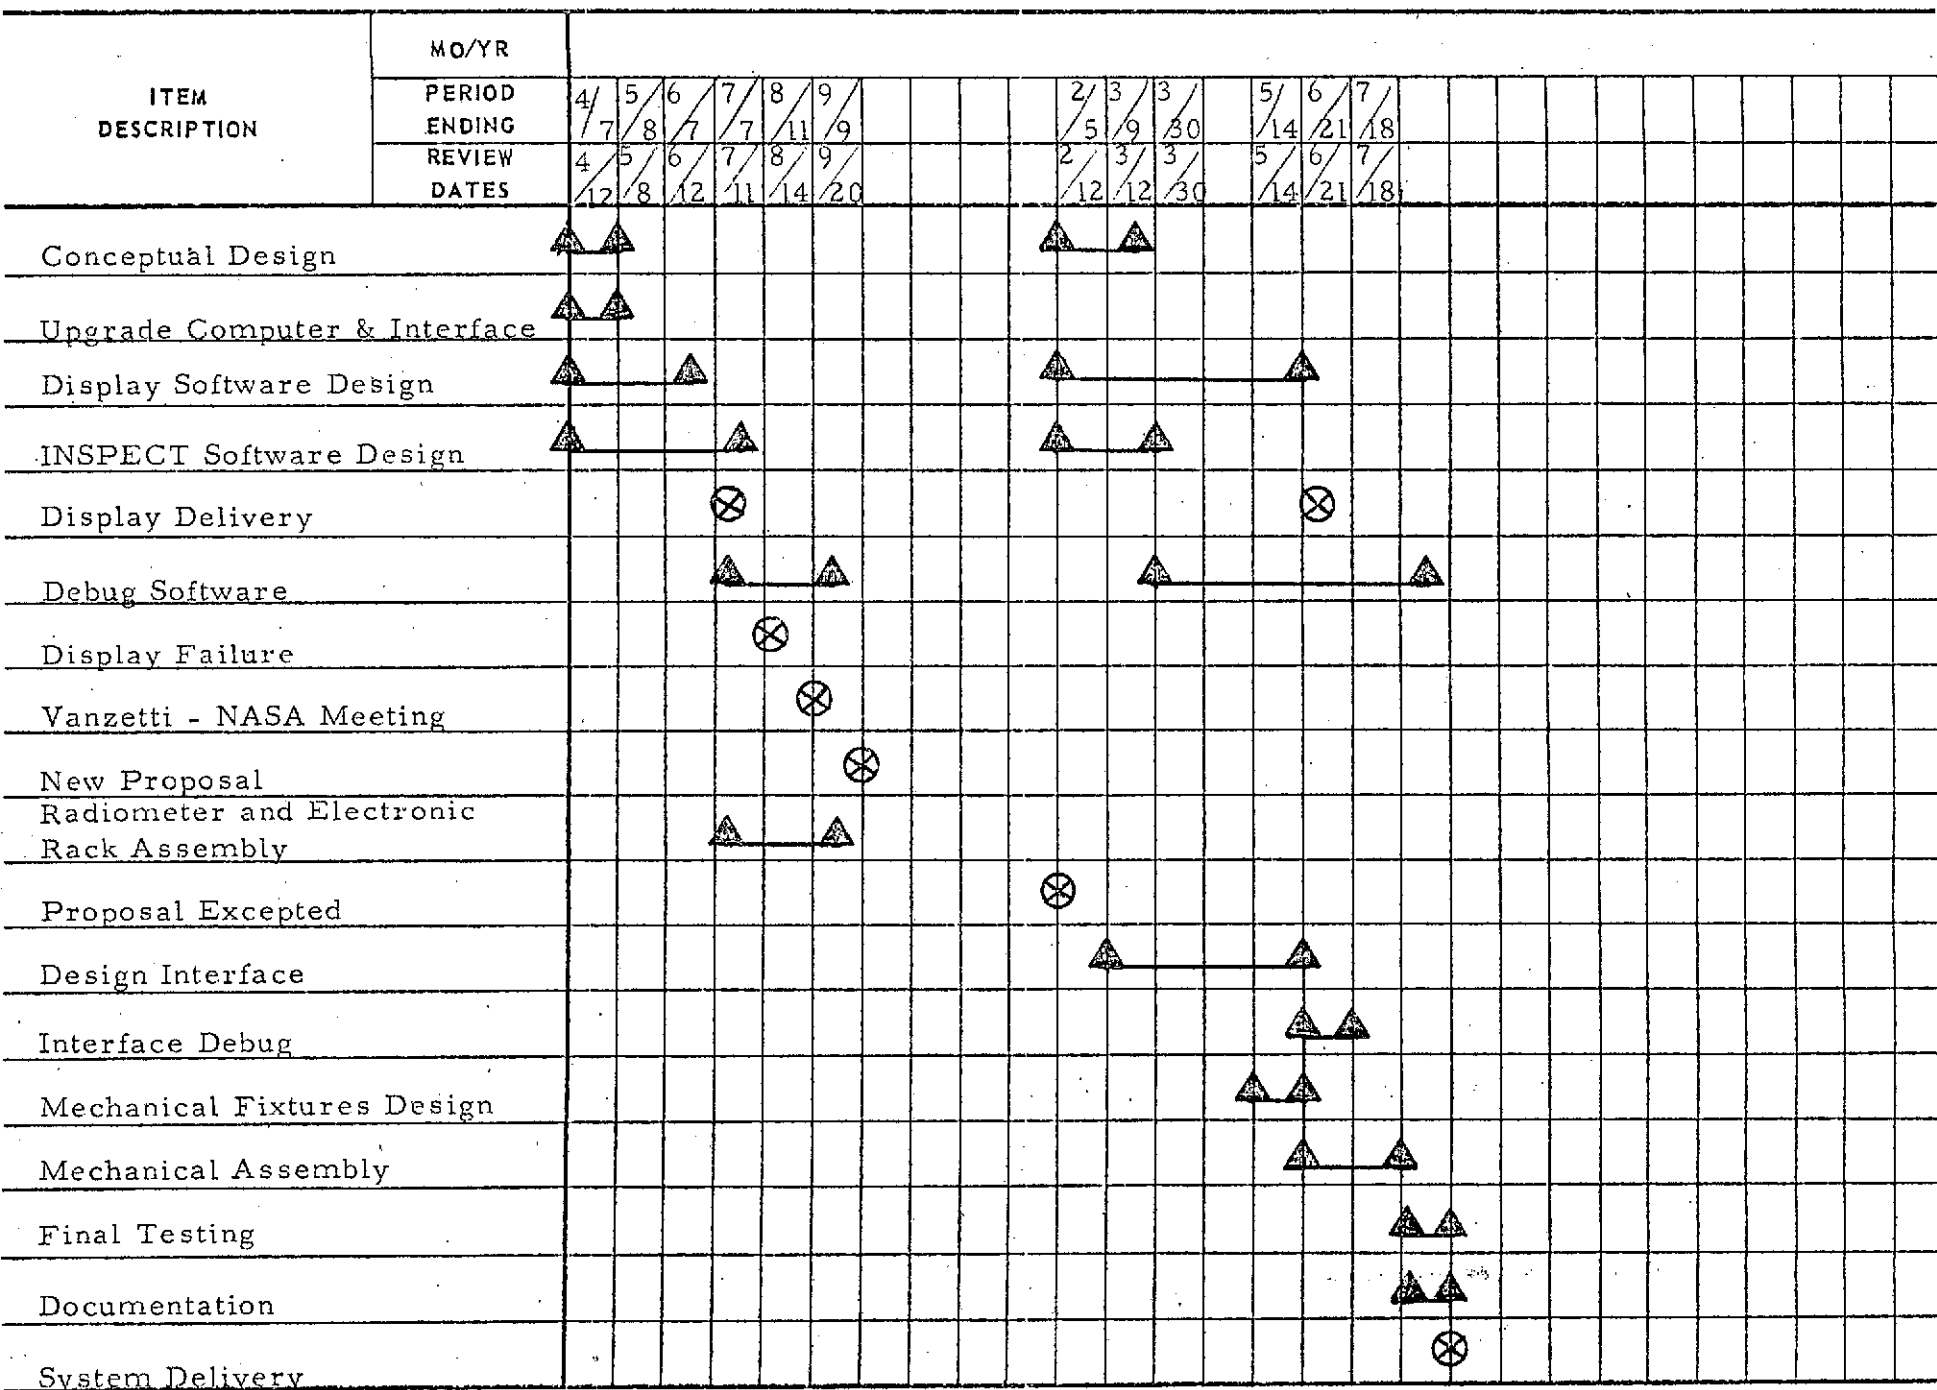 MO/YR
ITEM DESCRIPTION
PERIOD ENDING 4/7 5/8 6/7 7/7 8/11 9/9 2/5 3/9 3/30 5/14 6/21 7/18
REVIEW DATES 4/12 5/8 6/12 7/11 8/14 9/20 2/12 3/12 3/30 5/14 6/21 7/18
Conceptual Design
Upgrade Computer & Interface
Display Software Design
INSPECT Software Design
Display Delivery
Debug Software
Display Failure
Vanzetti - NASA Meeting
New Proposal
Radiometer and Electronic
Rack Assembly
Proposal Excepted
Design Interface
Interface Debug
Mechanical Fixtures Design
Mechanical Assembly
Final Testing
Documentation
System Delivery